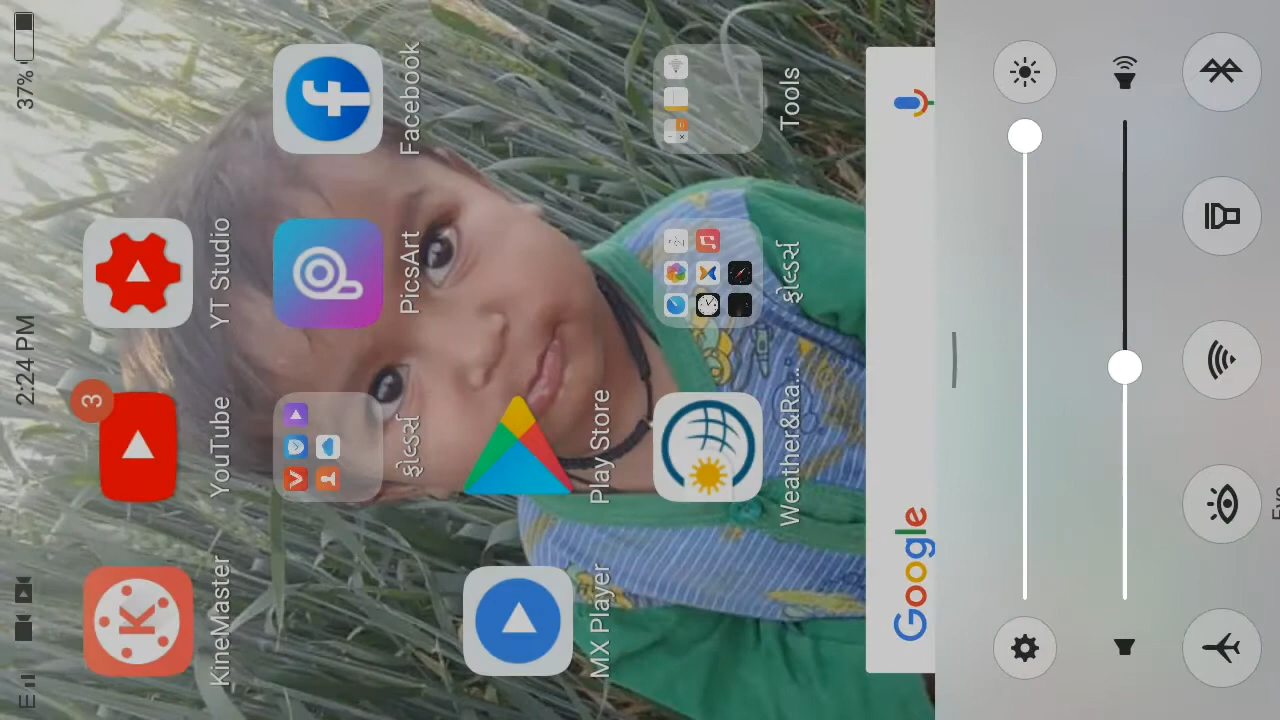 E
2:24 PM
37%
KineMaster
3
YouTube
YT Studio
ફોલ્ડર્સ
PicsArt
Facebook
MX Player
Play Store
Weather&Ra...
ફોલ્ડર્સ
Tools
Google